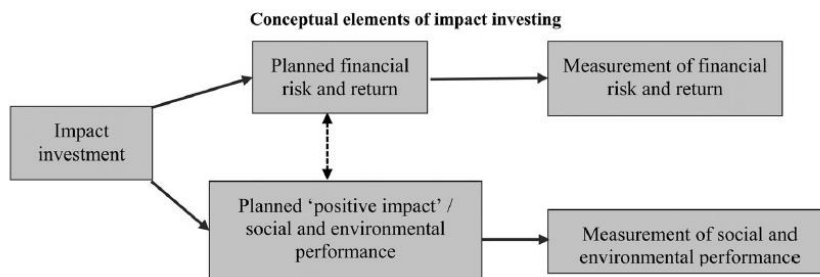 Conceptual elements of impact investing
Planned financial
risk and return
Measurement of financial
risk and return
Impact
investment
Planned ‘positive impact’ /
social and environmental
performance
Measurement of social and
environmental performance